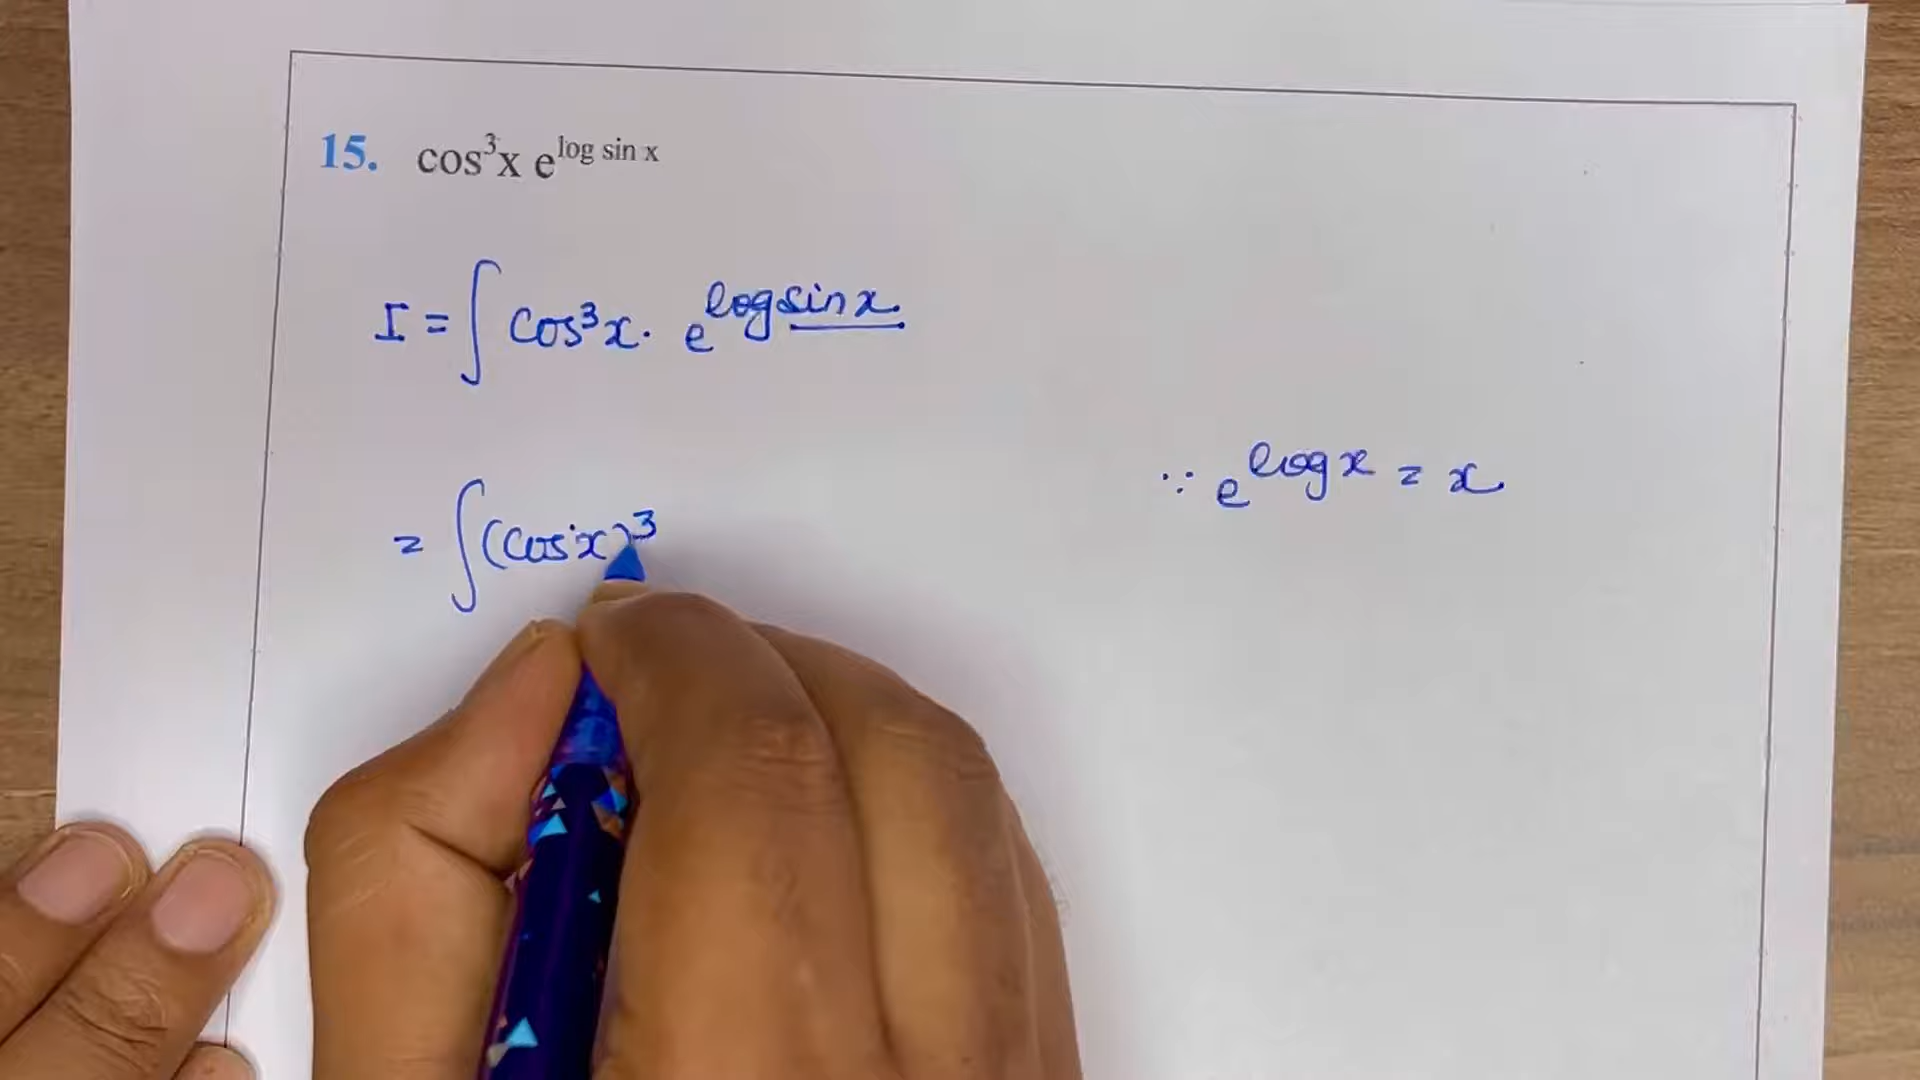 15. cos³x e^log sin x
I = ∫ cos³x . e^log sin x
∵ e^log x = x
= ∫ (cos x)³